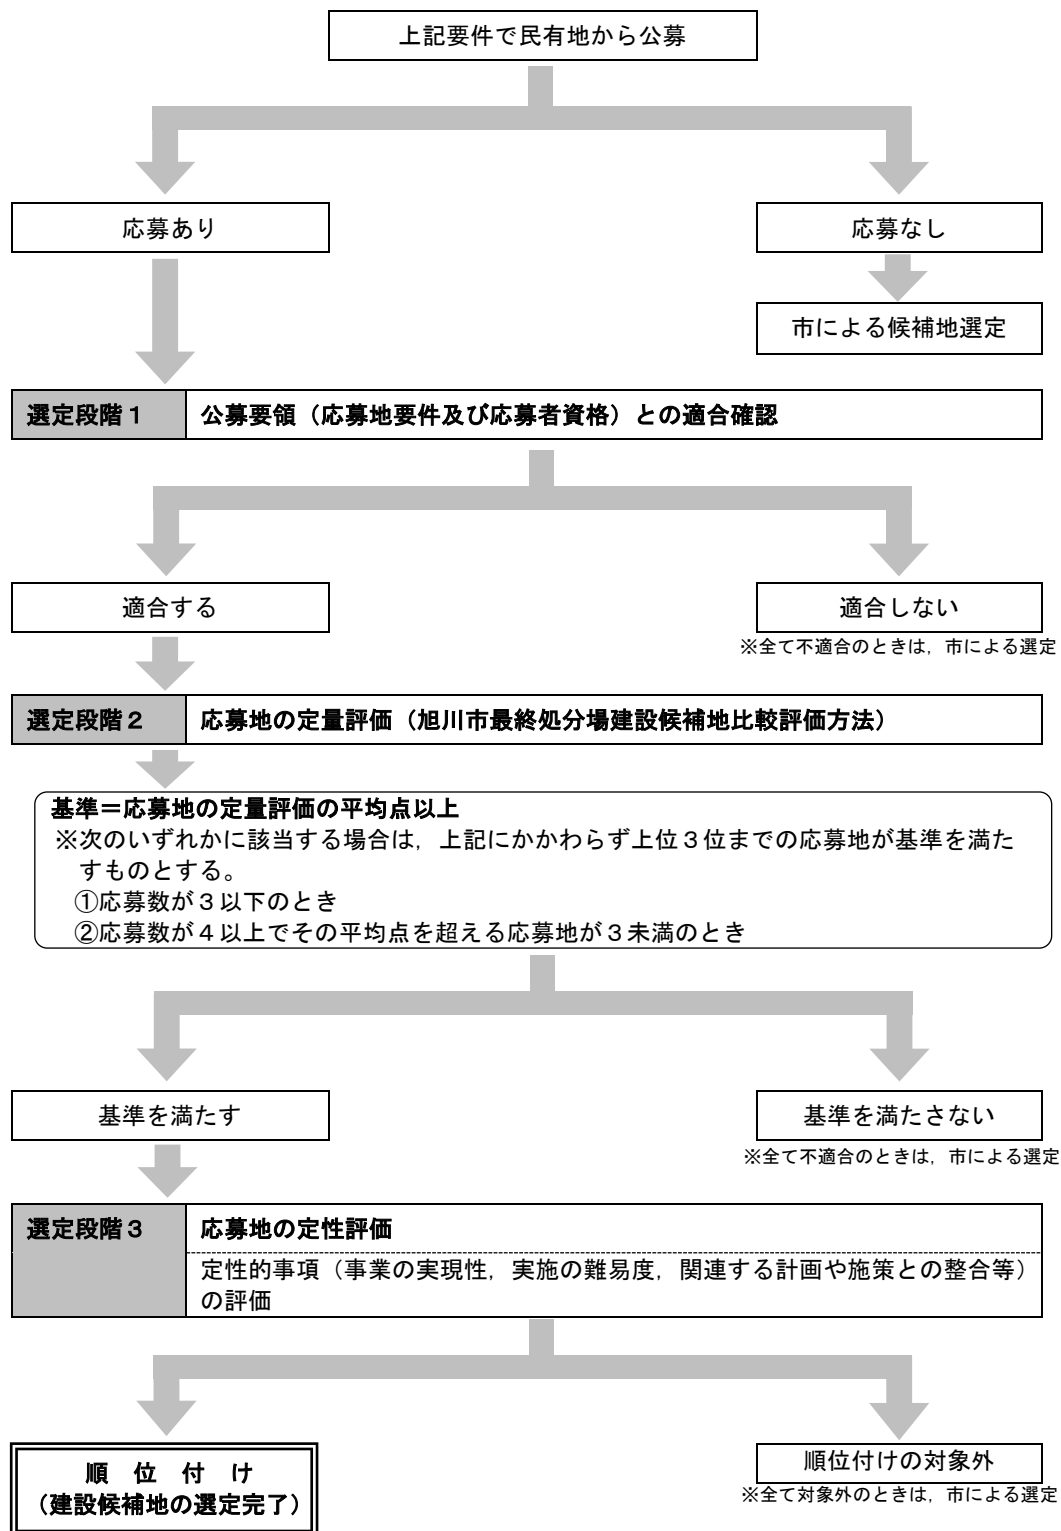 上記要件で民有地から公募
応募あり
応募なし
市による候補地選定
選定段階１ 公募要領（応募地要件及び応募者資格）との適合確認
適合する
適合しない
※全て不適合のときは，市による選定
選定段階２ 応募地の定量評価（旭川市最終処分場建設候補地比較評価方法）
基準＝応募地の定量評価の平均点以上
※次のいずれかに該当する場合は，上記にかかわらず上位３位までの応募地が基準を満た
すものとする。
①応募数が３以下のとき
②応募数が４以上でその平均点を超える応募地が３未満のとき
基準を満たす
基準を満たさない
※全て不適合のときは，市による選定
選定段階３ 応募地の定性評価
定性的事項（事業の実現性，実施の難易度，関連する計画や施策との整合等）
の評価
順 位 付 け
（建設候補地の選定完了）
順位付けの対象外
※全て対象外のときは，市による選定